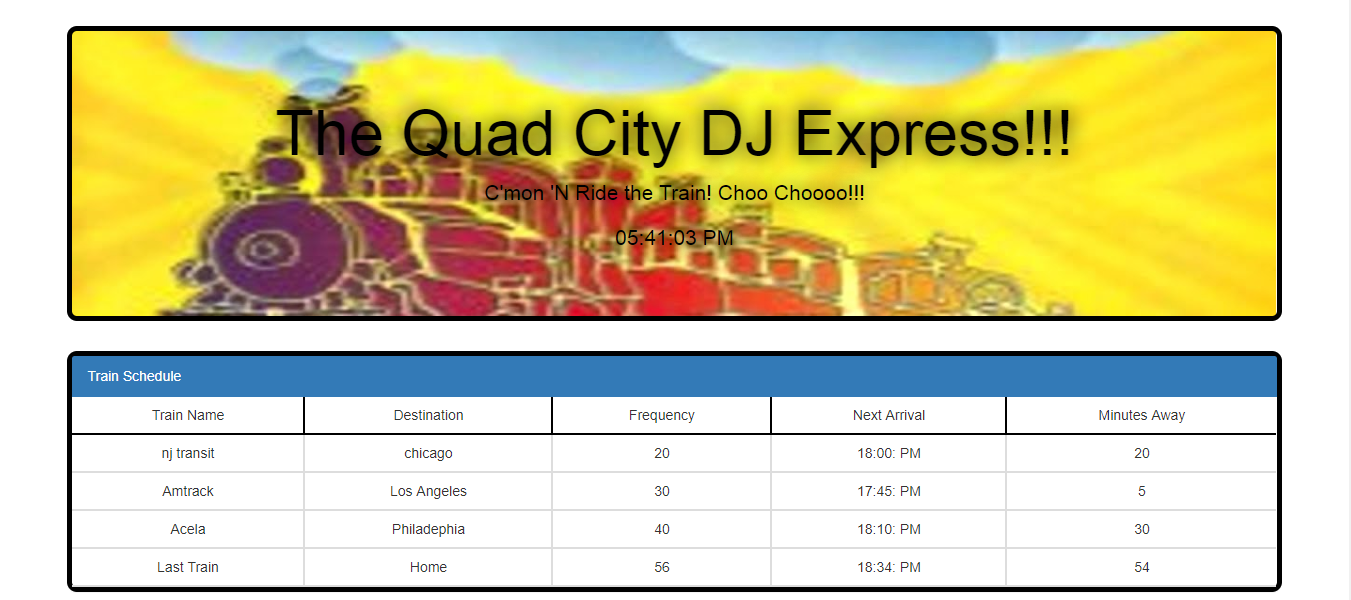 The Quad City DJ Express!!!
C'mon 'N Ride the Train! Choo Choooo!!!
05:41:03 PM
Train Schedule
Train Name Destination Frequency Next Arrival Minutes Away
nj transit chicago 20 18:00: PM 20
Amtrack Los Angeles 30 17:45: PM 5
Acela Philadephia 40 18:10: PM 30
Last Train Home 56 18:34: PM 54